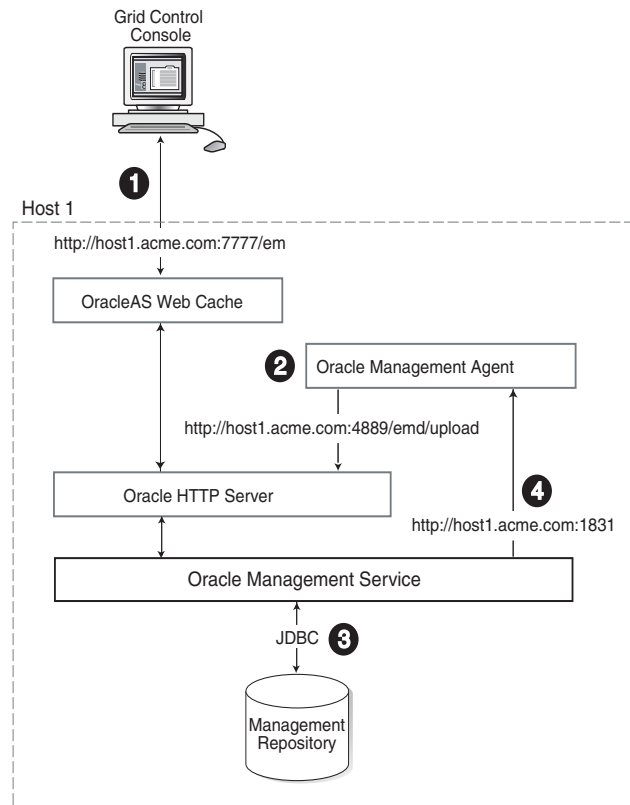 Grid Control
Console
1
Host 1
http://host1.acme.com:7777/em
OracleAS Web Cache
2
Oracle Management Agent
http://host1.acme.com:4889/emd/upload
Oracle HTTP Server
4
http://host1.acme.com:1831
Oracle Management Service
JDBC 3
Management
Repository